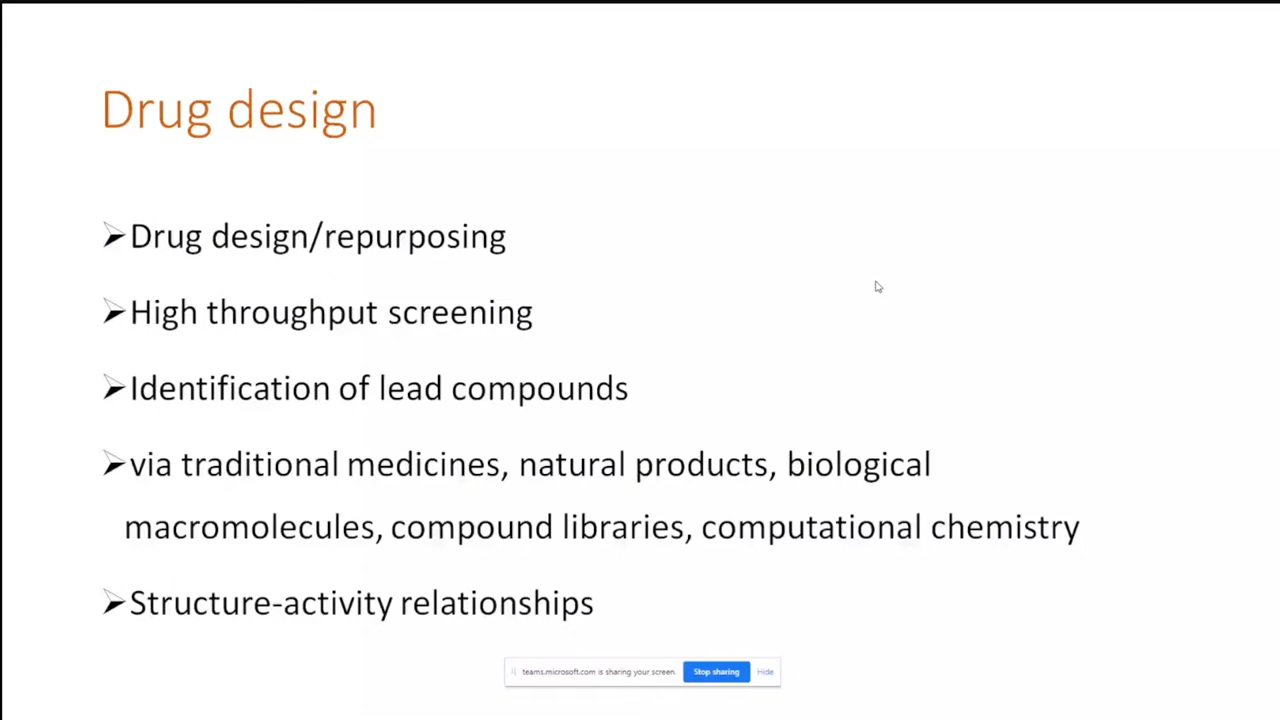 Drug design
➢Drug design/repurposing
➢High throughput screening
➢Identification of lead compounds
➢via traditional medicines, natural products, biological
macromolecules, compound libraries, computational chemistry
➢Structure-activity relationships
teams.microsoft.com is sharing your screen. Stop sharing Hide